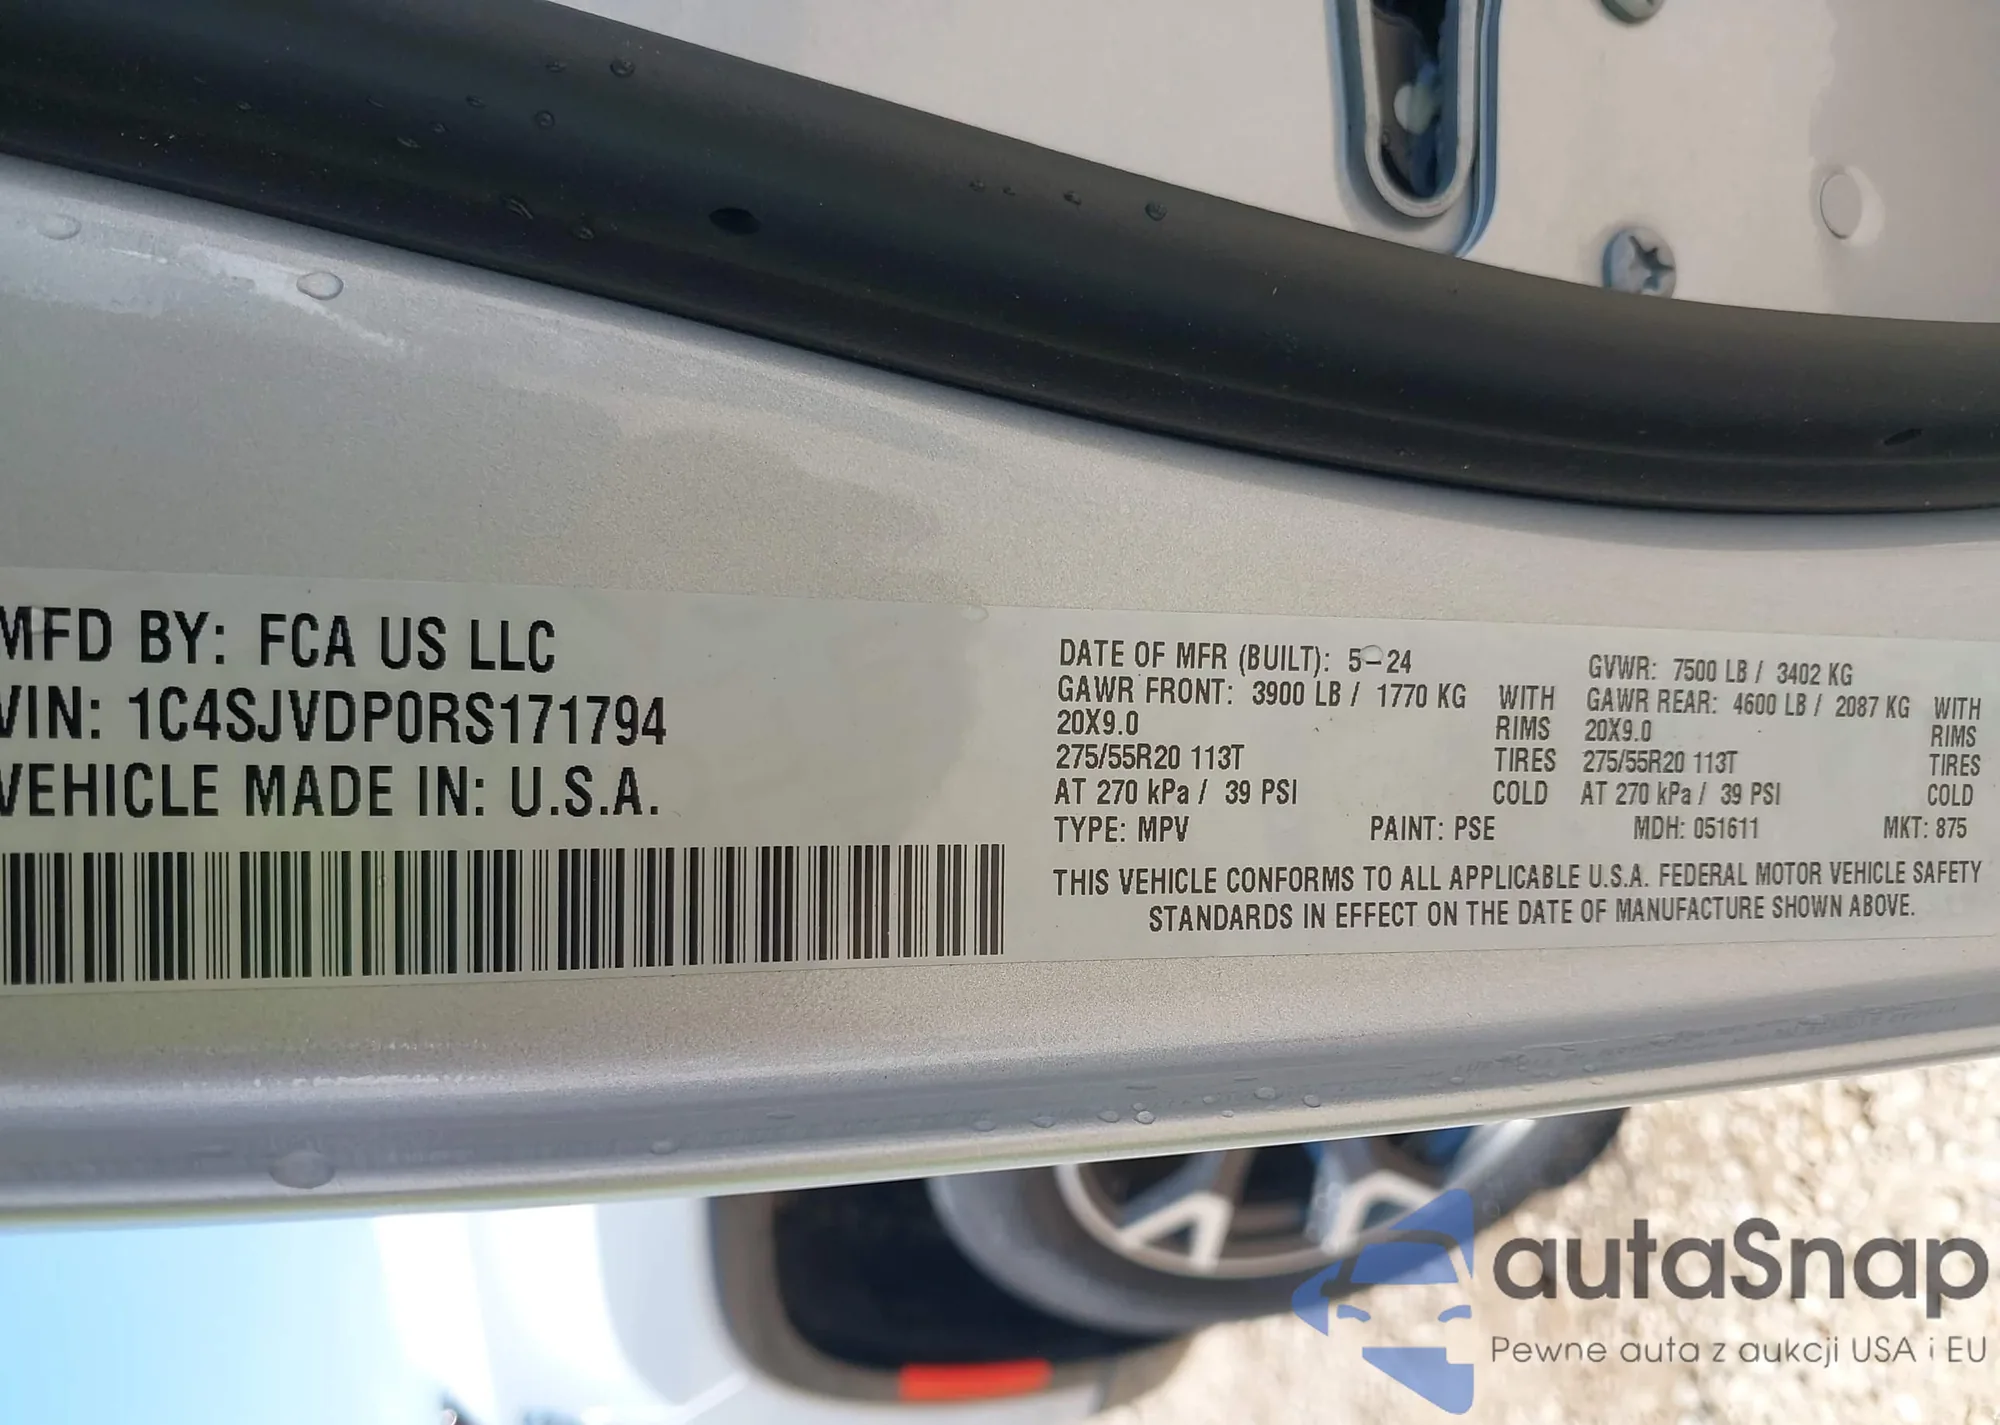 MFD BY: FCA US LLC
VIN: 1C4SJVDP0RS171794
VEHICLE MADE IN: U.S.A.
DATE OF MFR (BUILT): 5-24 GVWR: 7500 LB / 3402 KG
GAWR FRONT: 3900 LB / 1770 KG WITH GAWR REAR: 4600 LB / 2087 KG WITH
20X9.0 RIMS 20X9.0 RIMS
275/55R20 113T TIRES 275/55R20 113T TIRES
AT 270 kPa / 39 PSI COLD AT 270 kPa / 39 PSI COLD
TYPE: MPV PAINT: PSE MDH: 051611 MKT: 875
THIS VEHICLE CONFORMS TO ALL APPLICABLE U.S.A. FEDERAL MOTOR VEHICLE SAFETY
STANDARDS IN EFFECT ON THE DATE OF MANUFACTURE SHOWN ABOVE.
autaSnap
Pewne auta z aukcji USA i EU